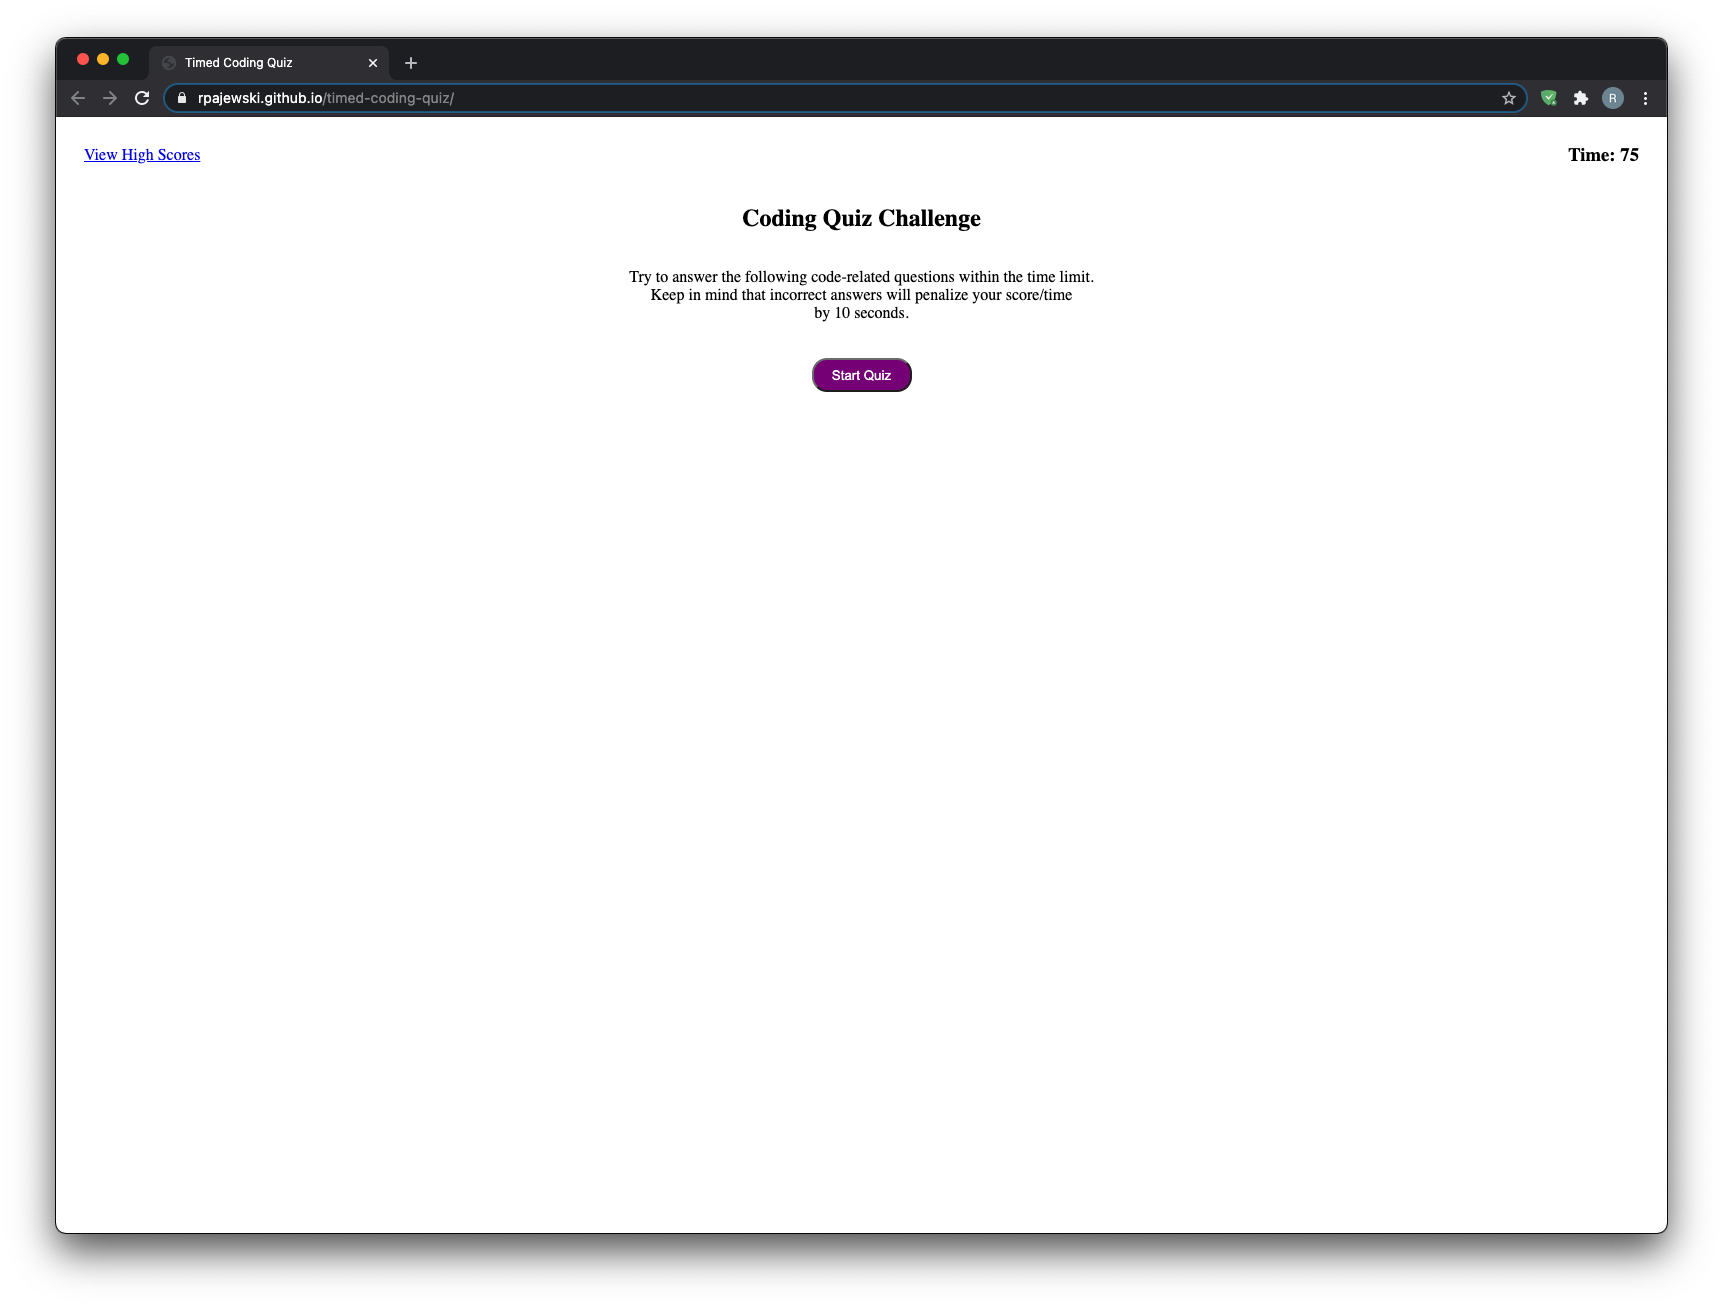 Timed Coding Quiz
rpajewski.github.io/timed-coding-quiz/
R
View High Scores
Time: 75
Coding Quiz Challenge
Try to answer the following code-related questions within the time limit.
Keep in mind that incorrect answers will penalize your score/time
by 10 seconds.
Start Quiz